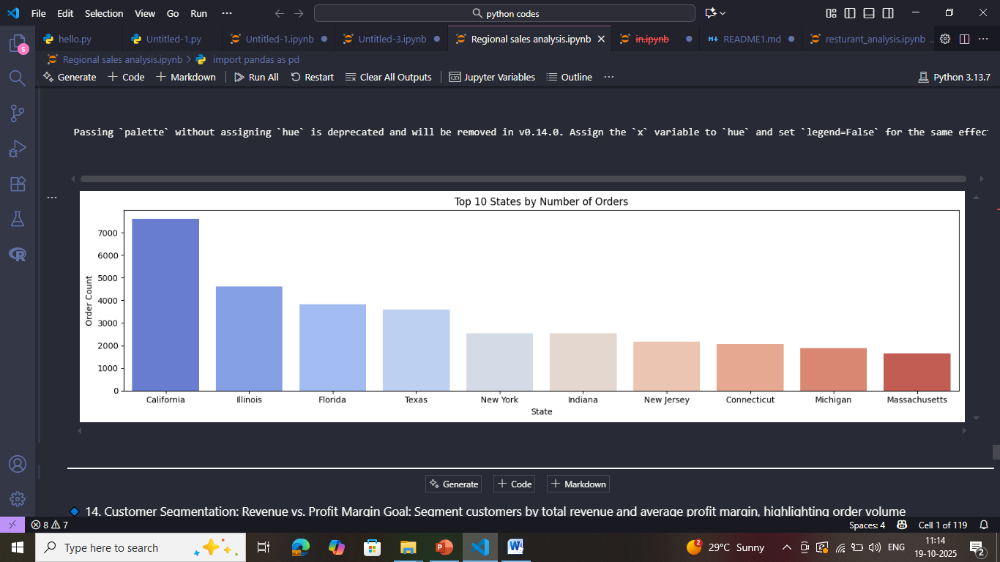 File Edit Selection View Go Run ··· python codes
hello.py Untitled-1.py Untitled-1.ipynb Untitled-3.ipynb Regional sales analysis.ipynb in.ipynb README1.md resturant_analysis.ipynb ...
5
Regional sales analysis.ipynb > import pandas as pd
Generate + Code + Markdown Run All Restart Clear All Outputs Jupyter Variables Outline ··· Python 3.13.7
Passing `palette` without assigning `hue` is deprecated and will be removed in v0.14.0. Assign the `x` variable to `hue` and set `legend=False` for the same effect
Top 10 States by Number of Orders
7000
6000
5000
4000
3000
2000
1000
0
Order Count
California Illinois Florida Texas New York Indiana New Jersey Connecticut Michigan Massachusetts
State
Generate + Code + Markdown
14. Customer Segmentation: Revenue vs. Profit Margin Goal: Segment customers by total revenue and average profit margin, highlighting order volume
8 7 Spaces: 4 Cell 1 of 119
Type here to search 2 29°C Sunny ENG 11:14
19-10-2025 2